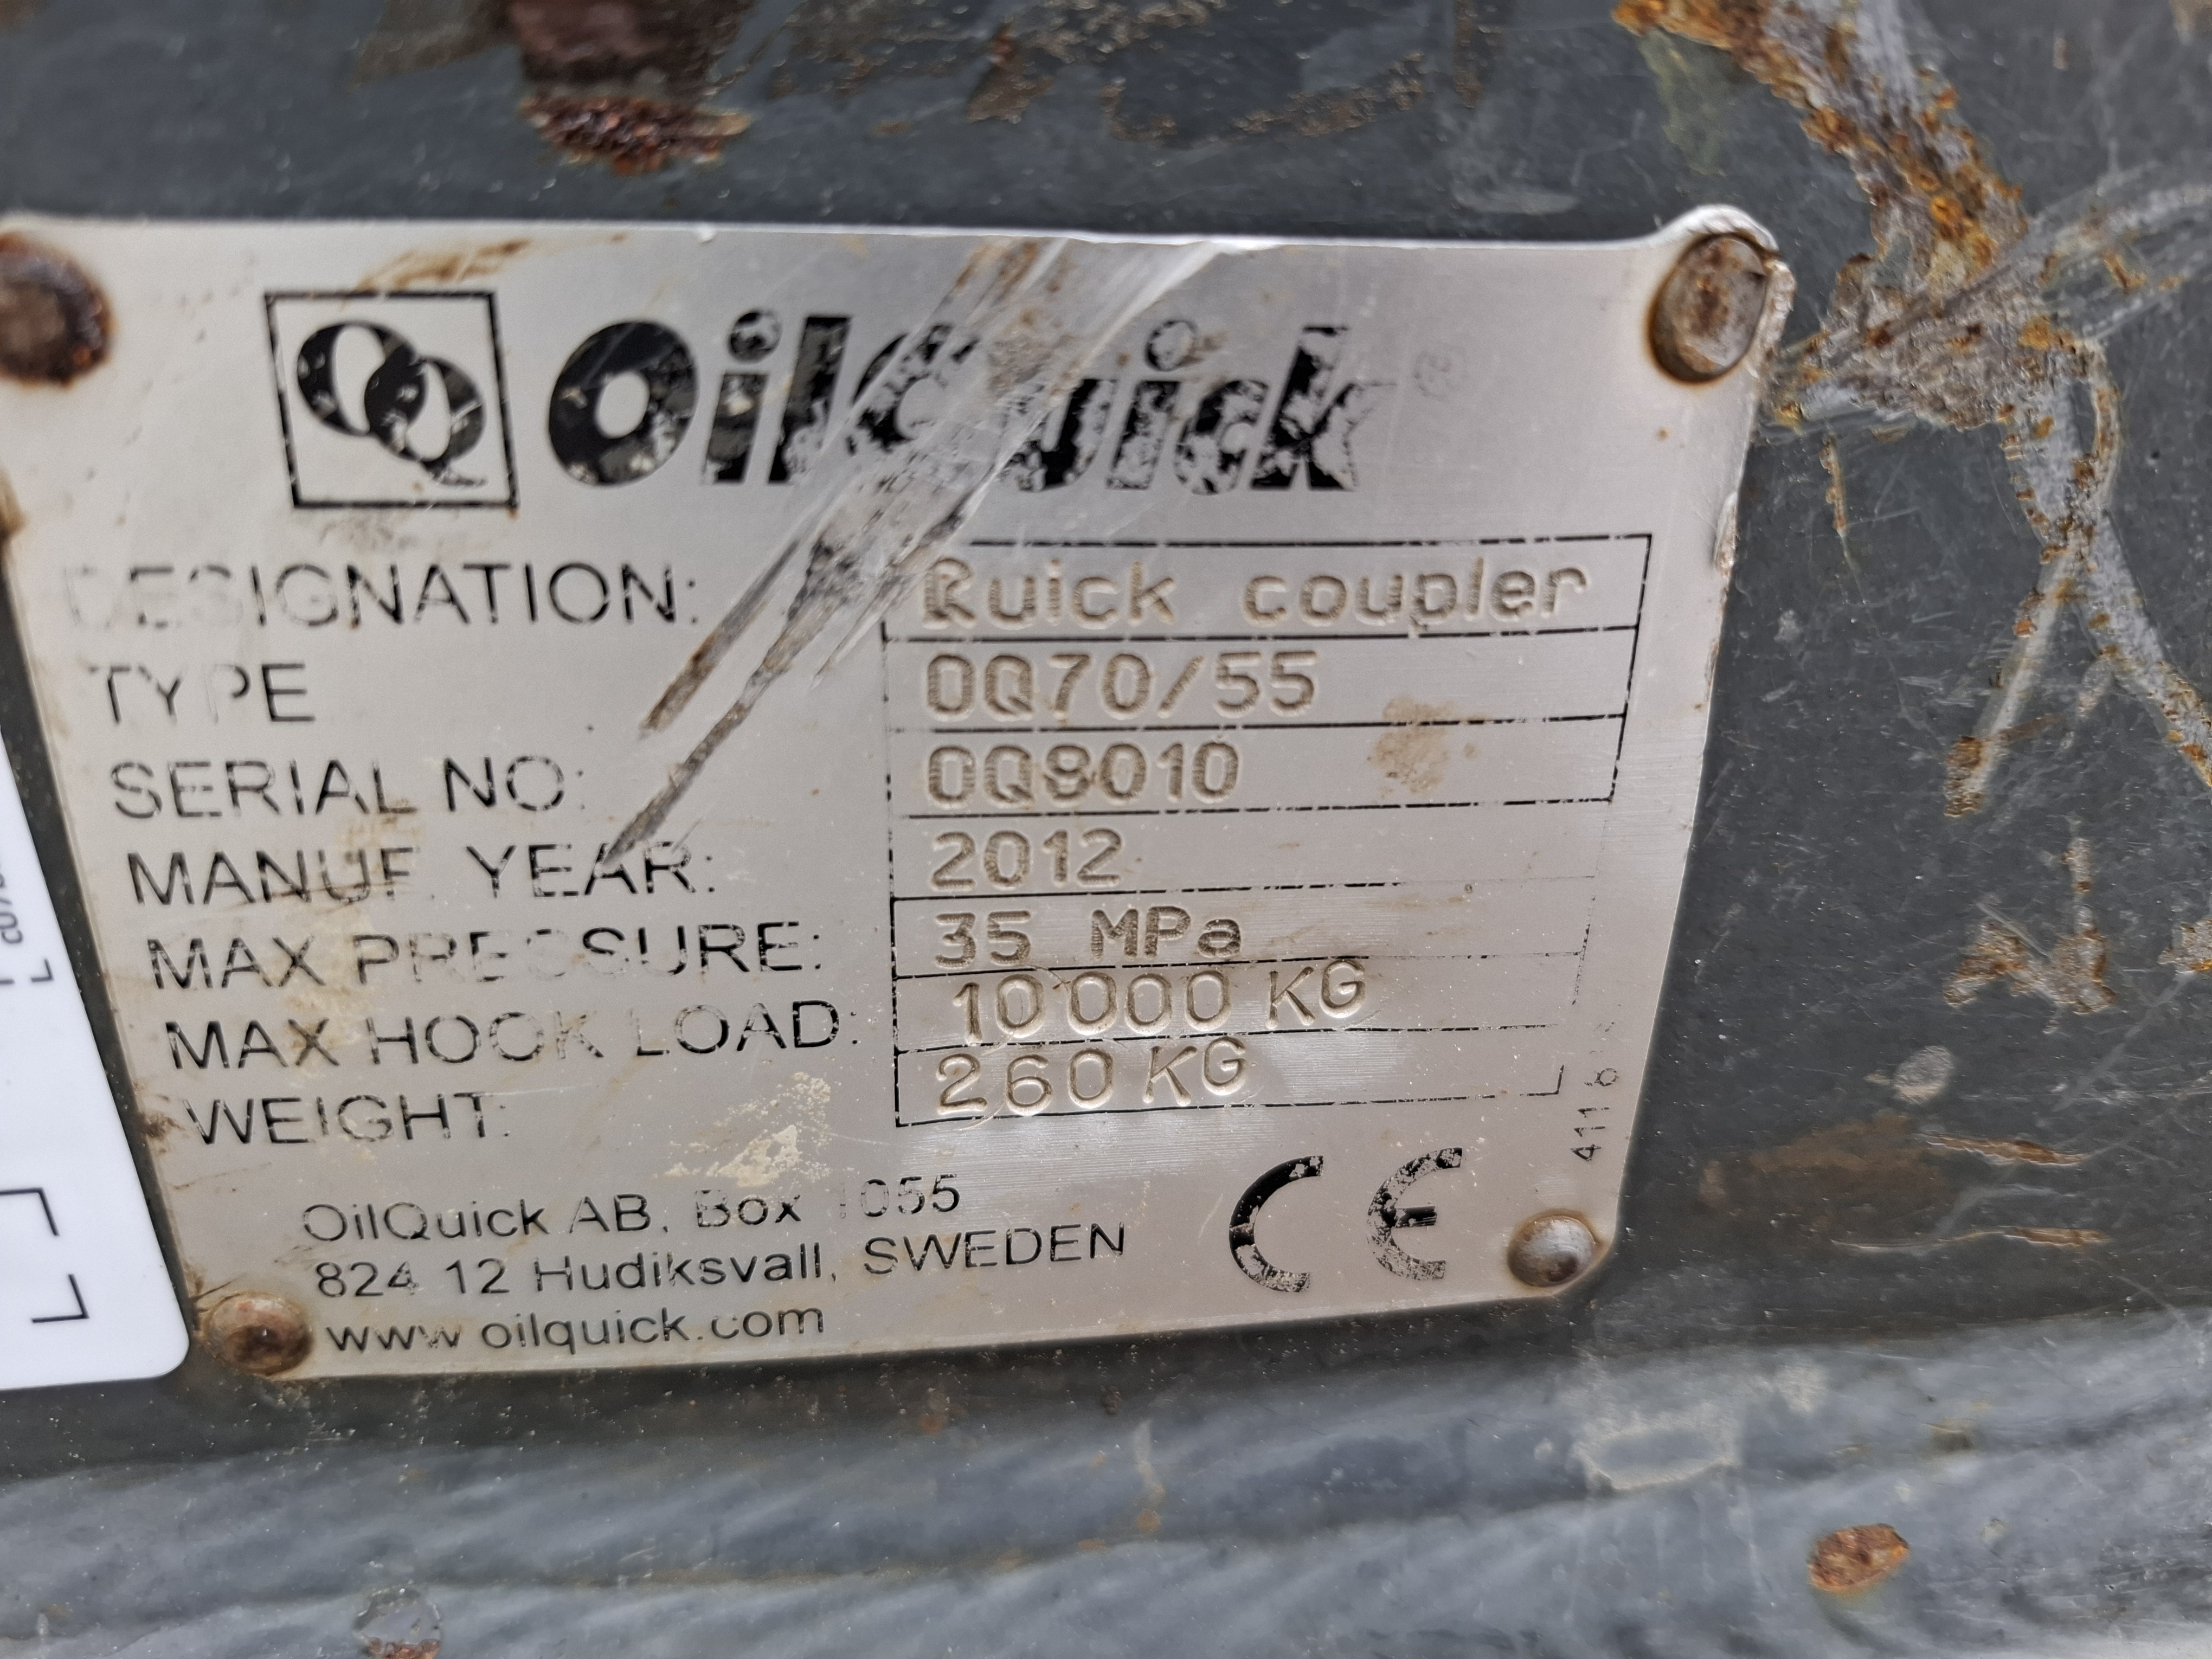 OilQuick ®
DESIGNATION: Quick coupler
TYPE OQ70/55
SERIAL NO: OQ8010
MANUF. YEAR: 2012
MAX PRESSURE: 35 MPa
MAX HOOK LOAD: 10 000 KG
WEIGHT: 260 KG
OilQuick AB, Box 1055
824 12 Hudiksvall, SWEDEN
www.oilquick.com
CE